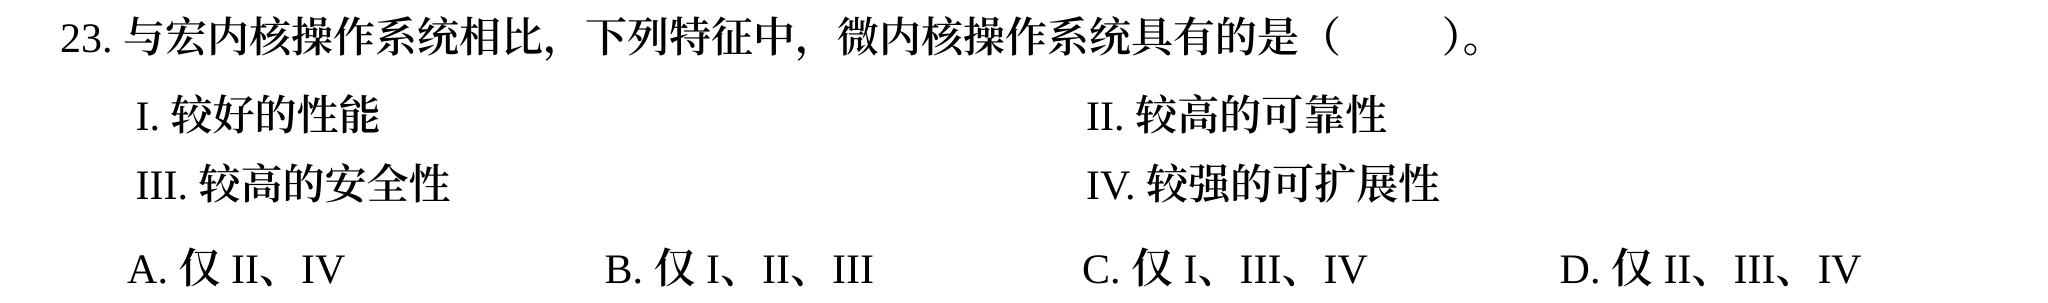 23. 与宏内核操作系统相比，下列特征中，微内核操作系统具有的是（　　）。
I. 较好的性能　　II. 较高的可靠性
III. 较高的安全性　　IV. 较强的可扩展性
A. 仅 II、IV　　B. 仅 I、II、III　　C. 仅 I、III、IV　　D. 仅 II、III、IV